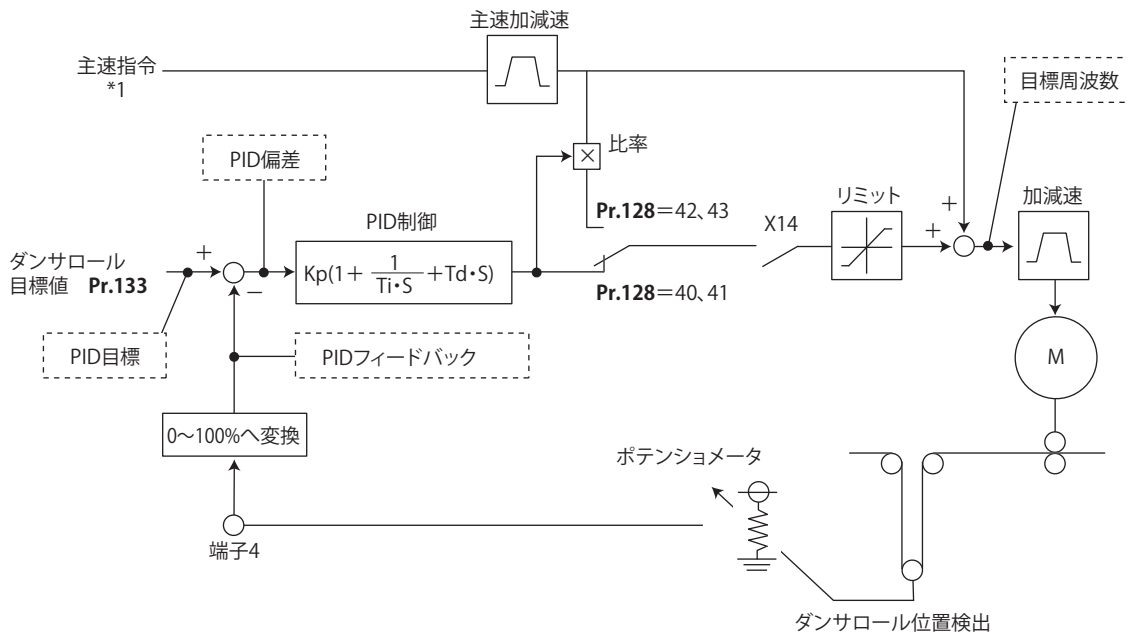 主速加減速
主速指令
*1
目標周波数
PID偏差
比率
×
Pr.128=42、43
PID制御
X14
リミット
加減速
ダンサロール
目標値 Pr.133
+
−
Kp(1+ 1/Ti・S +Td・S)
+
+
Pr.128=40、41
PID目標
PIDフィードバック
M
0〜100%へ変換
ポテンショメータ
端子4
ダンサロール位置検出